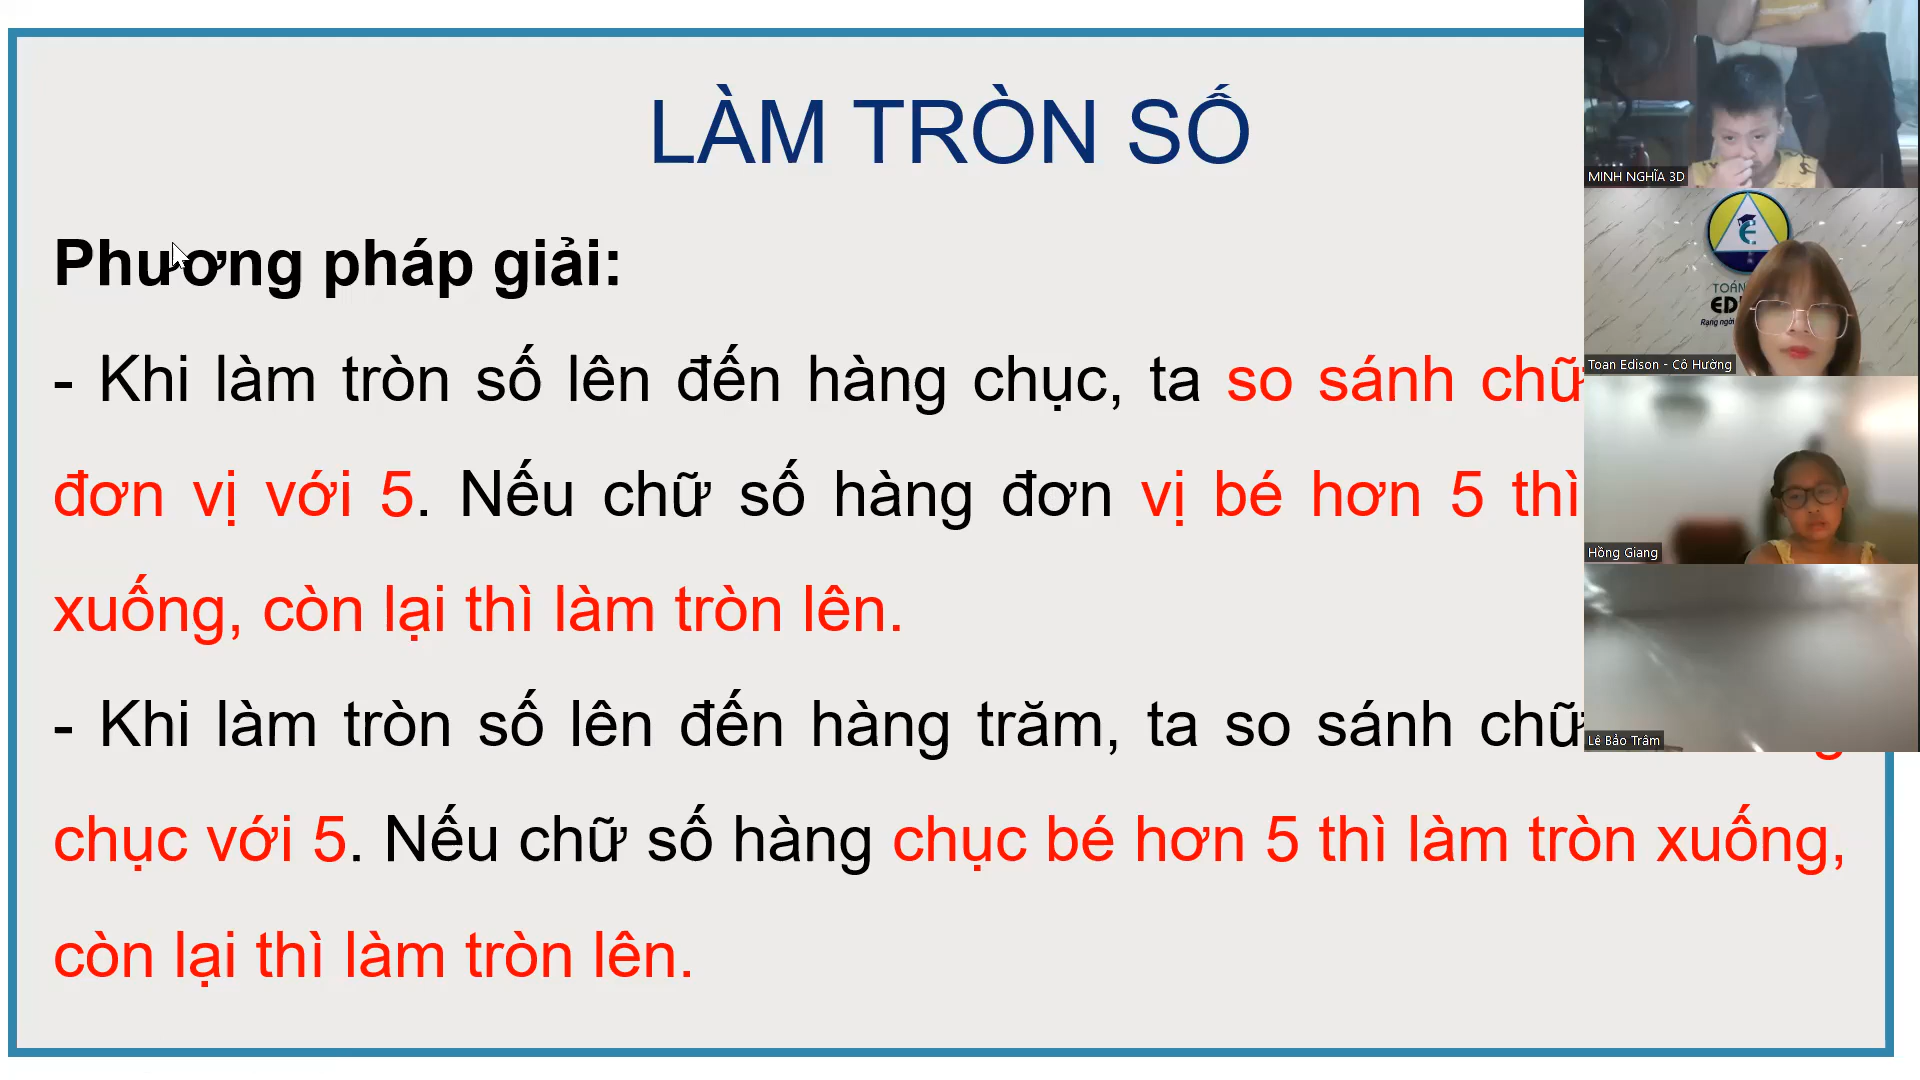 LÀM TRÒN SỐ
Phương pháp giải:
- Khi làm tròn số lên đến hàng chục, ta so sánh chữ
đơn vị với 5. Nếu chữ số hàng đơn vị bé hơn 5 thì
xuống, còn lại thì làm tròn lên.
- Khi làm tròn số lên đến hàng trăm, ta so sánh chữ
chục với 5. Nếu chữ số hàng chục bé hơn 5 thì làm tròn xuống,
còn lại thì làm tròn lên.
MINH NGHĨA 3D
TOÁN
Toan Edison - Cô Hường
Hồng Giang
Lê Bảo Trâm